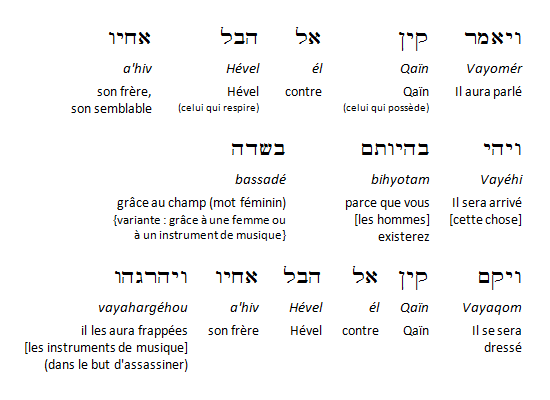 ויאמר קין אל הבל אחיו
Vayomér Qaïn él Hével a'hiv
Il aura parlé Qaïn contre Hével son frère,
(celui qui possède) (celui qui respire) son semblable
ויהי בהיותם בשדה
Vayéhi bihyotam bassadé
Il sera arrivé parce que vous grâce au champ (mot féminin)
[cette chose] [les hommes] {variante : grâce à une femme ou
existerez à un instrument de musique}
ויקם קין אל הבל אחיו ויהרגהו
Vayaqom Qaïn él Hével a'hiv vayahargéhou
Il se sera Qaïn contre Hével son frère il les aura frappées
dressé [les instruments de musique]
(dans le but d'assassiner)